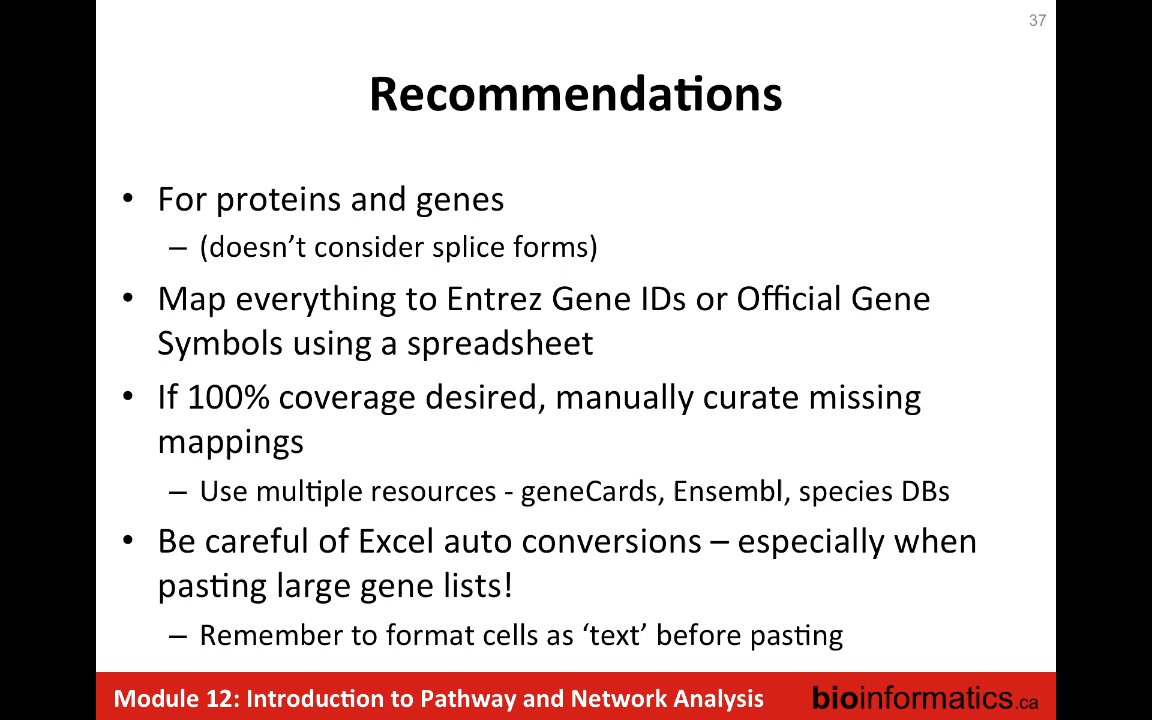 37
Recommendations
• For proteins and genes
– (doesn’t consider splice forms)
• Map everything to Entrez Gene IDs or Official Gene
Symbols using a spreadsheet
• If 100% coverage desired, manually curate missing
mappings
– Use multiple resources - geneCards, Ensembl, species DBs
• Be careful of Excel auto conversions – especially when
pasting large gene lists!
– Remember to format cells as ‘text’ before pasting
Module 12: Introduction to Pathway and Network Analysis
bioinformatics.ca